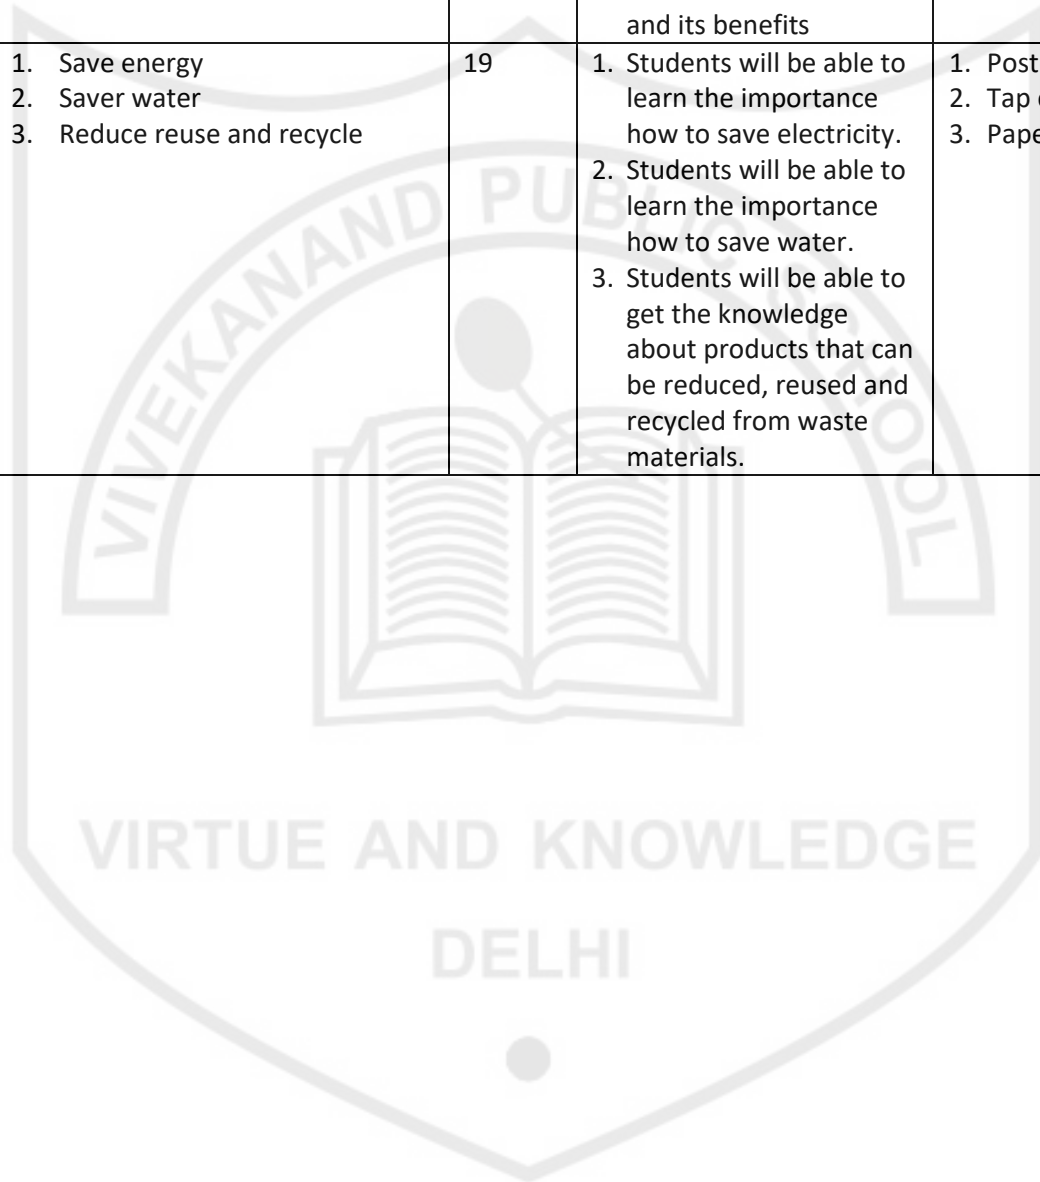 and its benefits
1. Save energy
2. Saver water
3. Reduce reuse and recycle
19
1. Students will be able to
learn the importance
how to save electricity.
2. Students will be able to
learn the importance
how to save water.
3. Students will be able to
get the knowledge
about products that can
be reduced, reused and
recycled from waste
materials.
1. Post
2. Tap
3. Pape
VIVEKANAND PUBLIC SCHOOL
VIRTUE AND KNOWLEDGE
DELHI